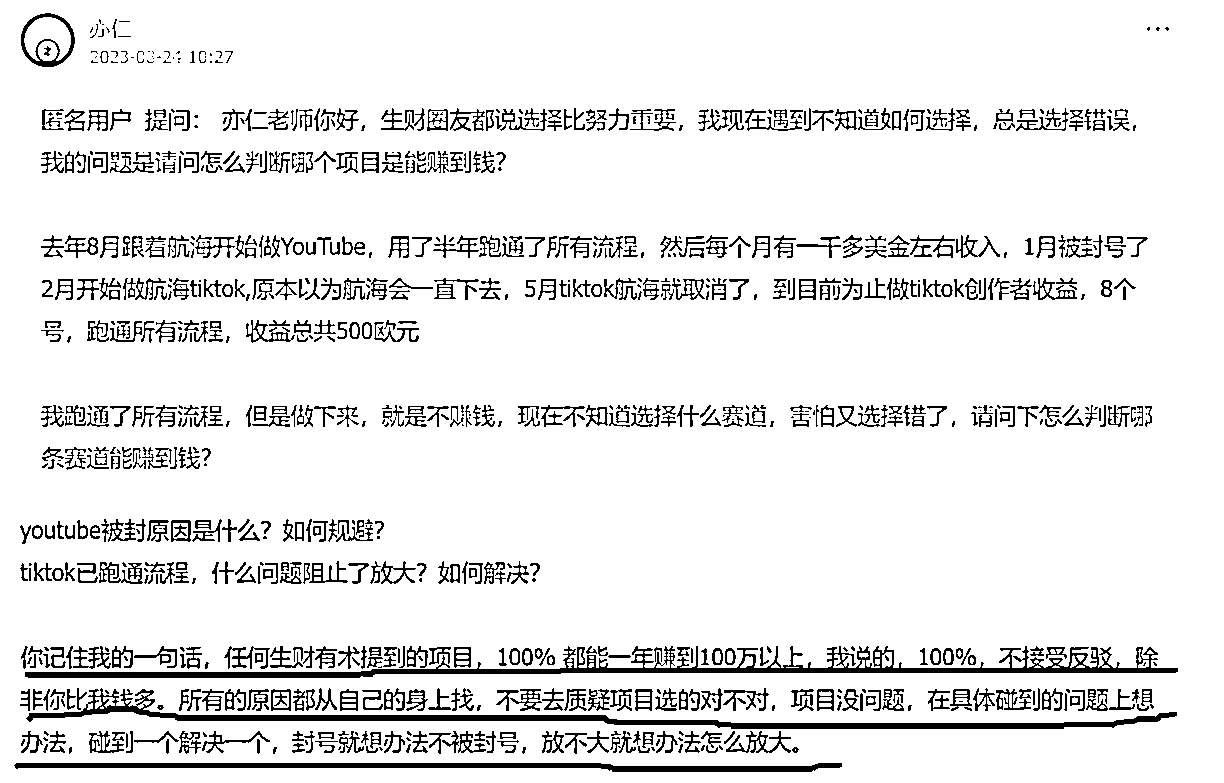 亦仁
2023-03-24 10:27
匿名用户 提问： 亦仁老师你好，生财圈友都说选择比努力重要，我现在遇到不知道如何选择，总是选择错误，
我的问题是请问怎么判断哪个项目是能赚到钱？
去年8月跟着航海开始做YouTube，用了半年跑通了所有流程，然后每个月有一千多美金左右收入，1月被封号了
2月开始做航海tiktok,原本以为航海会一直下去，5月tiktok航海就取消了，到目前为止做tiktok创作者收益，8个
号，跑通所有流程，收益总共500欧元
我跑通了所有流程，但是做下来，就是不赚钱，现在不知道选择什么赛道，害怕又选择错了，请问下怎么判断哪
条赛道能赚到钱？
youtube被封原因是什么？如何规避？
tiktok已跑通流程，什么问题阻止了放大？如何解决？
你记住我的一句话，任何生财有术提到的项目，100% 都能一年赚到100万以上，我说的，100%，不接受反驳，除
非你比我钱多。所有的原因都从自己的身上找，不要去质疑项目选的对不对，项目没问题，在具体碰到的问题上想
办法，碰到一个解决一个，封号就想办法不被封号，放不大就想办法怎么放大。